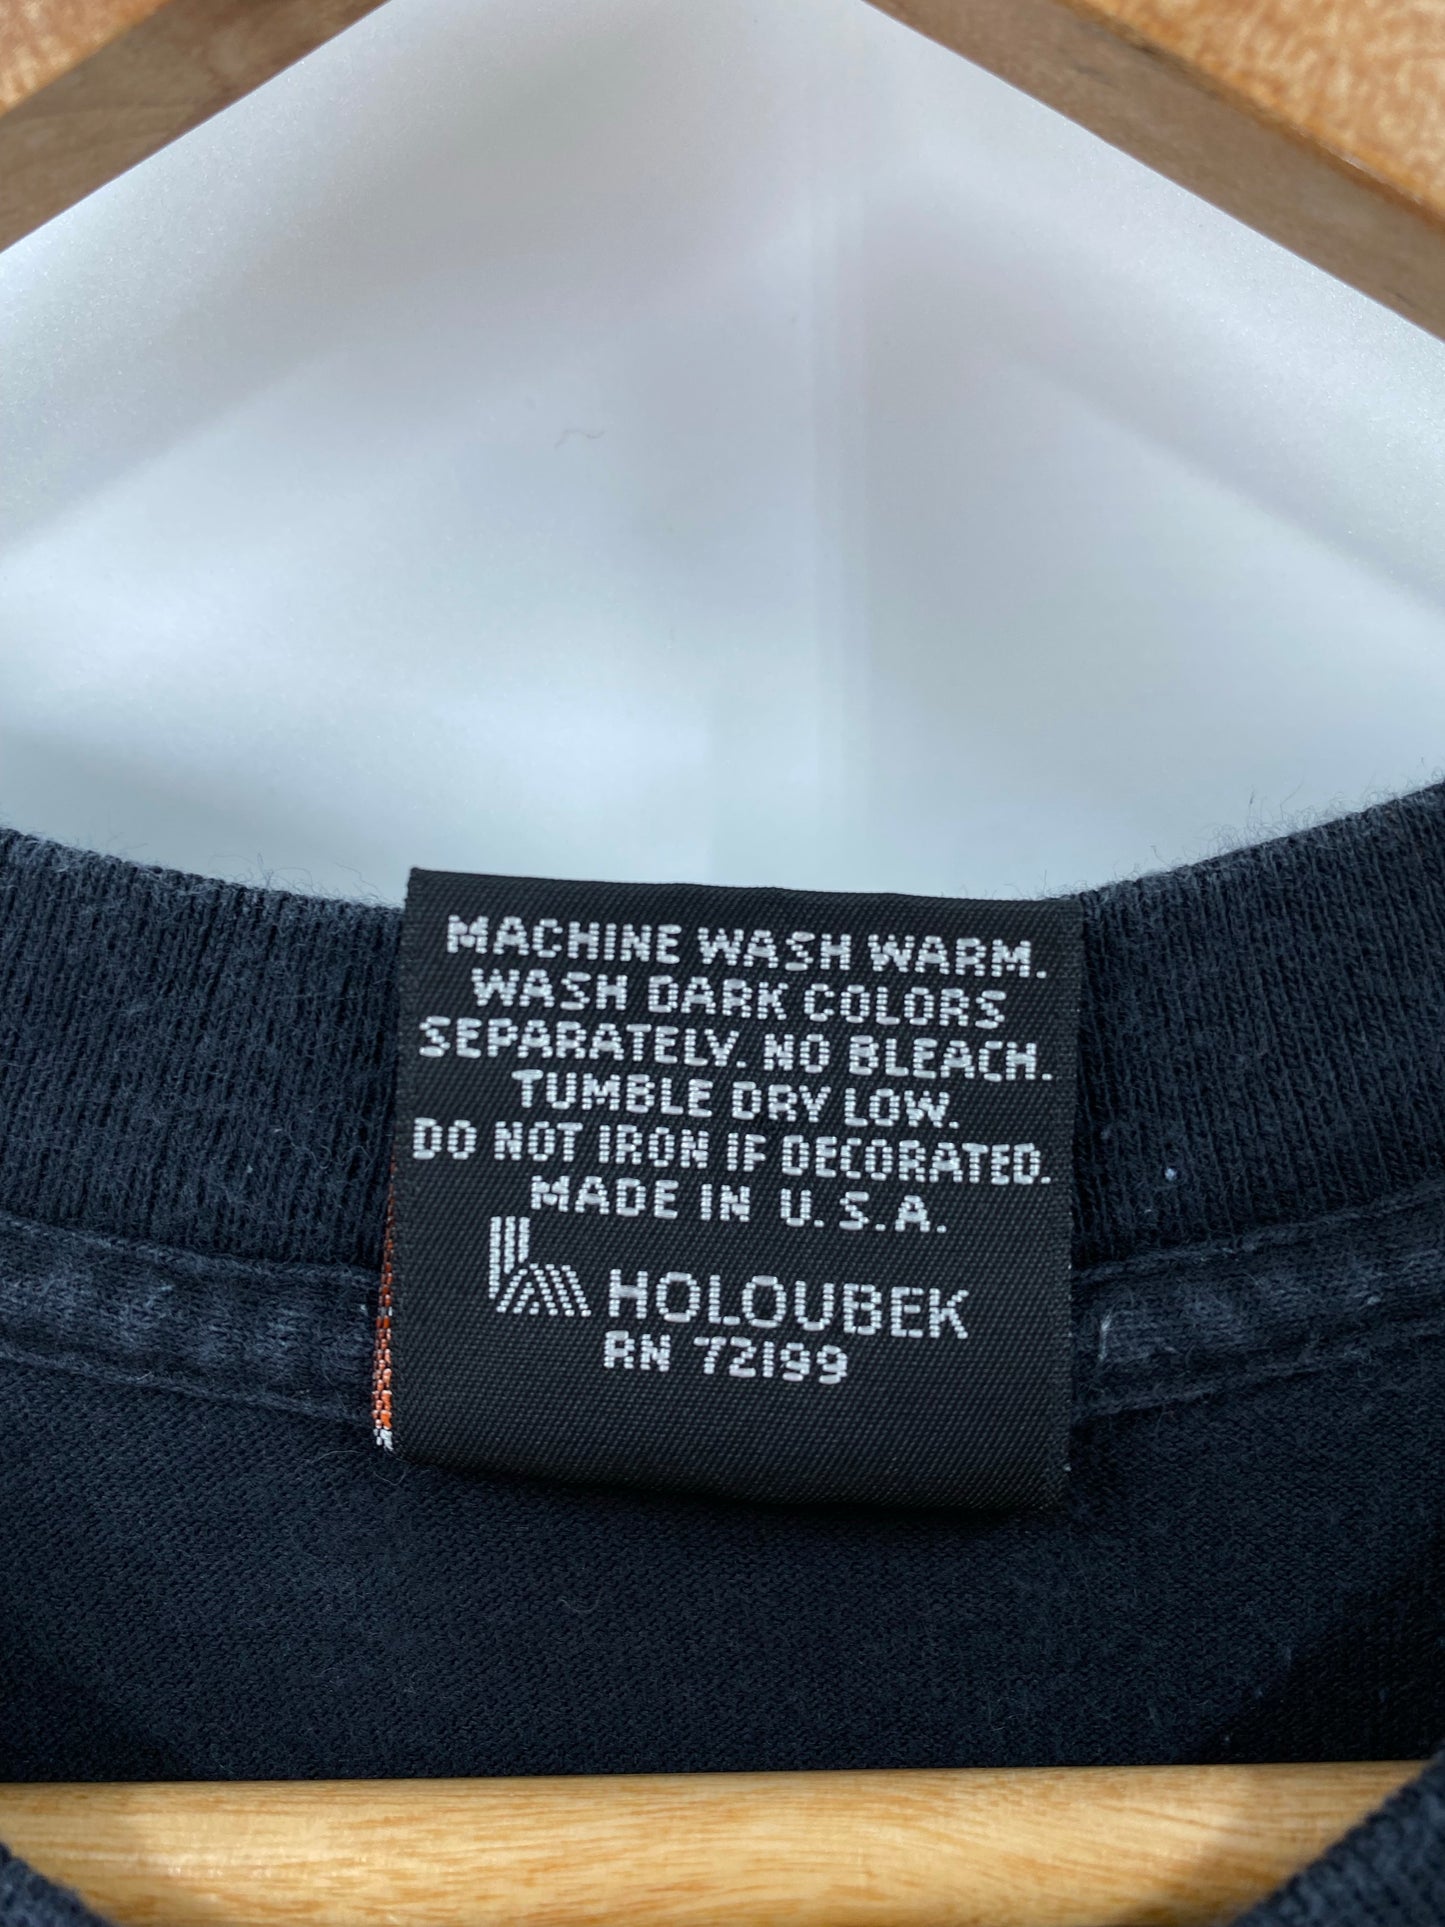 MACHINE WASH WARM.
WASH DARK COLORS
SEPARATELY. NO BLEACH.
TUMBLE DRY LOW.
DO NOT IRON IF DECORATED.
MADE IN U.S.A.
HOLOUBEK
RN 72199